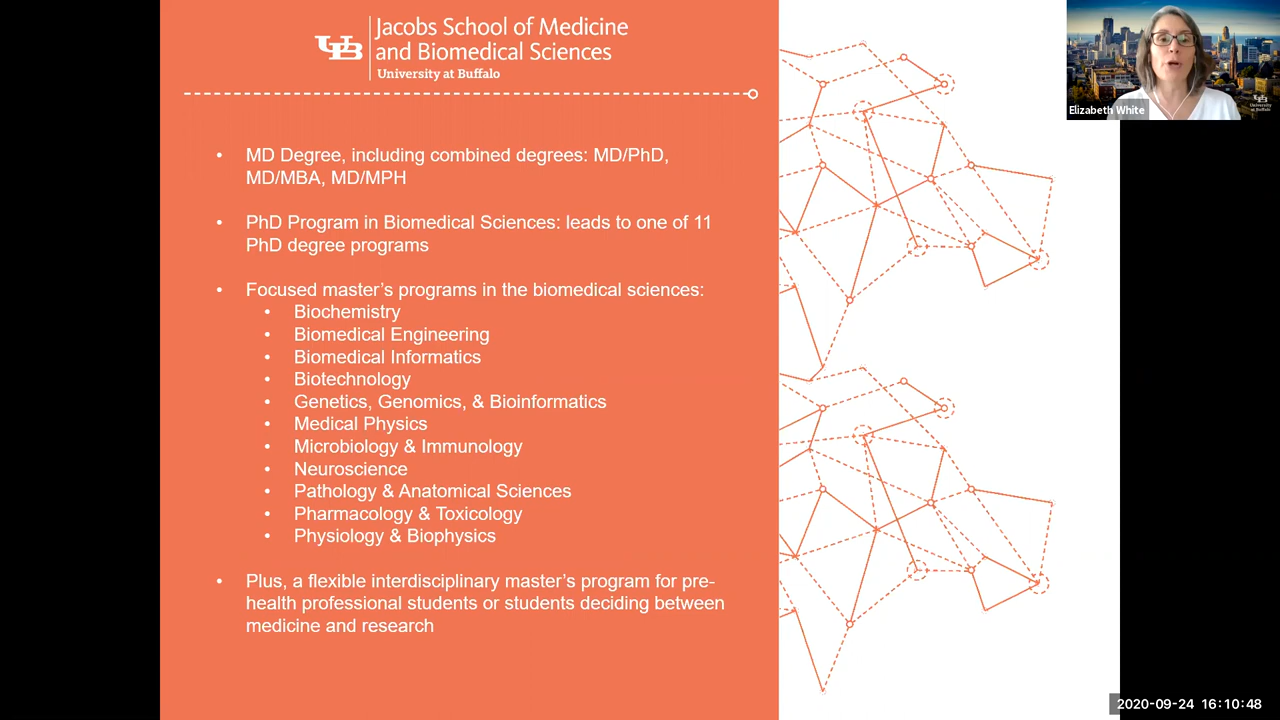 UB
Jacobs School of Medicine
and Biomedical Sciences
University at Buffalo
• MD Degree, including combined degrees: MD/PhD,
MD/MBA, MD/MPH
• PhD Program in Biomedical Sciences: leads to one of 11
PhD degree programs
• Focused master’s programs in the biomedical sciences:
• Biochemistry
• Biomedical Engineering
• Biomedical Informatics
• Biotechnology
• Genetics, Genomics, & Bioinformatics
• Medical Physics
• Microbiology & Immunology
• Neuroscience
• Pathology & Anatomical Sciences
• Pharmacology & Toxicology
• Physiology & Biophysics
• Plus, a flexible interdisciplinary master’s program for pre-
health professional students or students deciding between
medicine and research
Elizabeth White
University
at Buffalo
2020-09-24 16:10:48